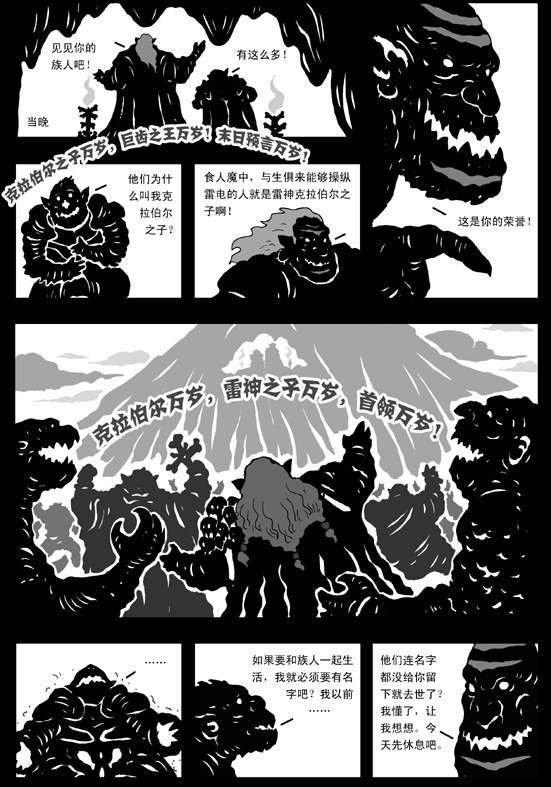 见见你的
族人吧！
有这么多！
当晚
克拉伯尔之子万岁，巨齿之王万岁！末日预言万岁！
这是你的荣誉！
他们为什
么叫我克
拉伯尔
之子？
食人魔中，与生俱来能够操纵
雷电的人就是雷神克拉伯尔之
子啊！
克拉伯尔万岁，雷神之子万岁，首领万岁！
……
如果要和族人一起生
活，我就必须要有名
字吧？我以前
……
他们连名字
都没给你留
下就去世了？
我懂了，让
我想想。今
天先休息吧。